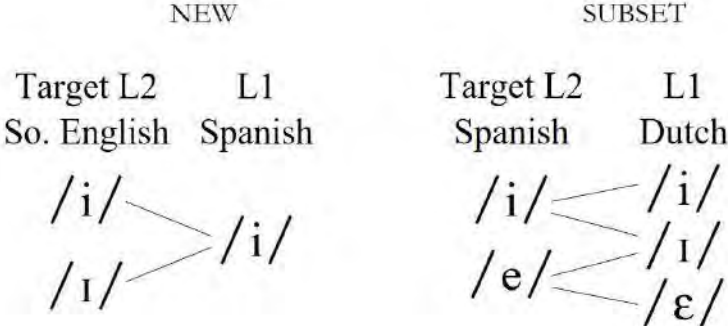 NEW SUBSET
Target L2 L1 Target L2 L1
So. English Spanish Spanish Dutch
/i/ /i/ /i/ /i/
/ɪ/ /e/ /ɪ/
/ɛ/